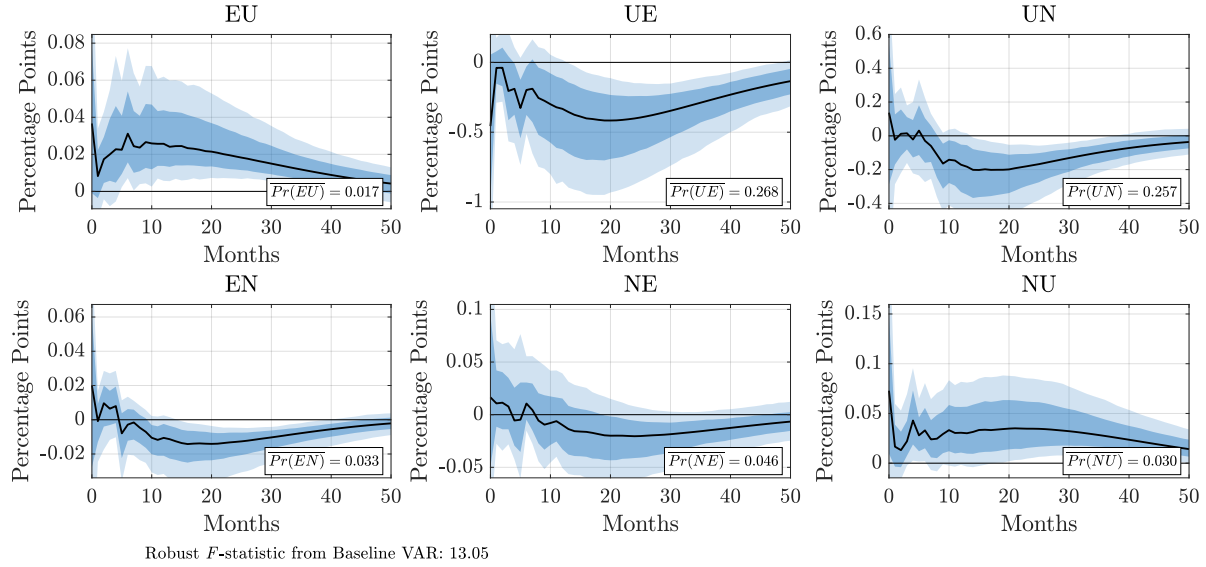 EU
UE
UN
Percentage Points
0.08
0.06
0.04
0.02
0
0 10 20 30 40 50
Months
Pr(EU) = 0.017
Percentage Points
0
-0.5
-1
0 10 20 30 40 50
Months
Pr(UE) = 0.268
Percentage Points
0.6
0.4
0.2
0
-0.2
-0.4
0 10 20 30 40 50
Months
Pr(UN) = 0.257
EN
NE
NU
Percentage Points
0.06
0.04
0.02
0
-0.02
0 10 20 30 40 50
Months
Pr(EN) = 0.033
Percentage Points
0.1
0.05
0
-0.05
0 10 20 30 40 50
Months
Pr(NE) = 0.046
Percentage Points
0.15
0.1
0.05
0
0 10 20 30 40 50
Months
Pr(NU) = 0.030
Robust F-statistic from Baseline VAR: 13.05